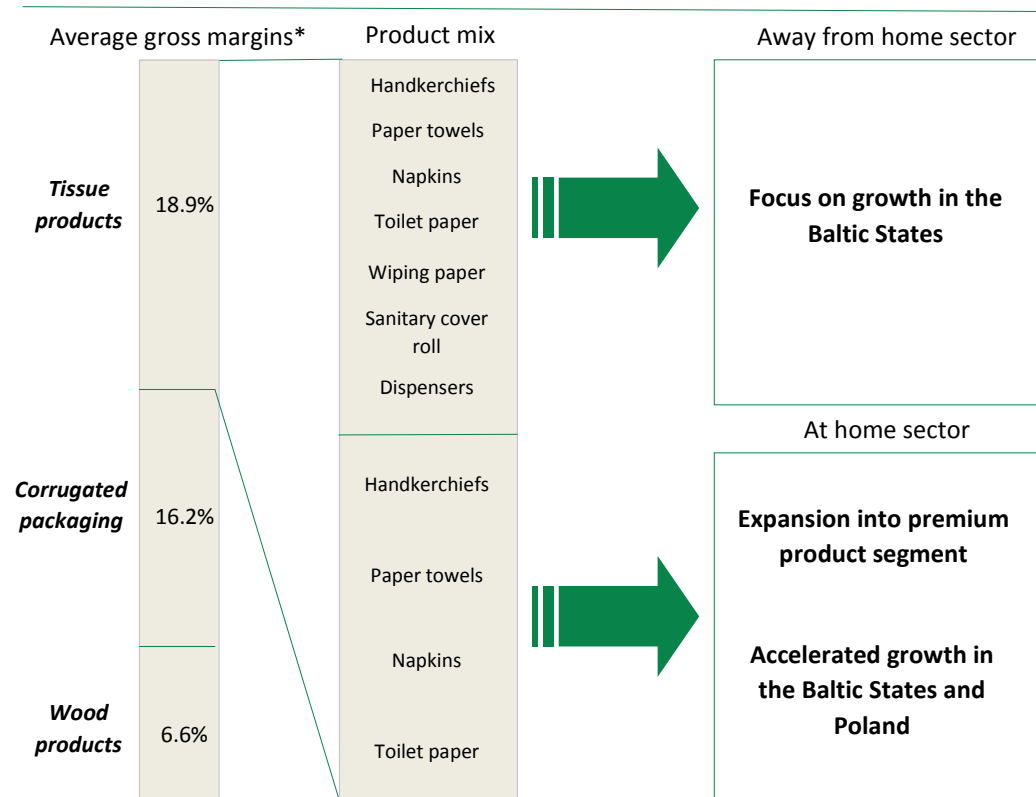 Average gross margins*
Product mix
Away from home sector
Tissue
products
18.9%
Handkerchiefs
Paper towels
Napkins
Toilet paper
Wiping paper
Sanitary cover
roll
Dispensers
Focus on growth in the
Baltic States
At home sector
Corrugated
packaging
16.2%
Handkerchiefs
Paper towels
Napkins
Toilet paper
Expansion into premium
product segment
Accelerated growth in
the Baltic States and
Poland
Wood
products
6.6%